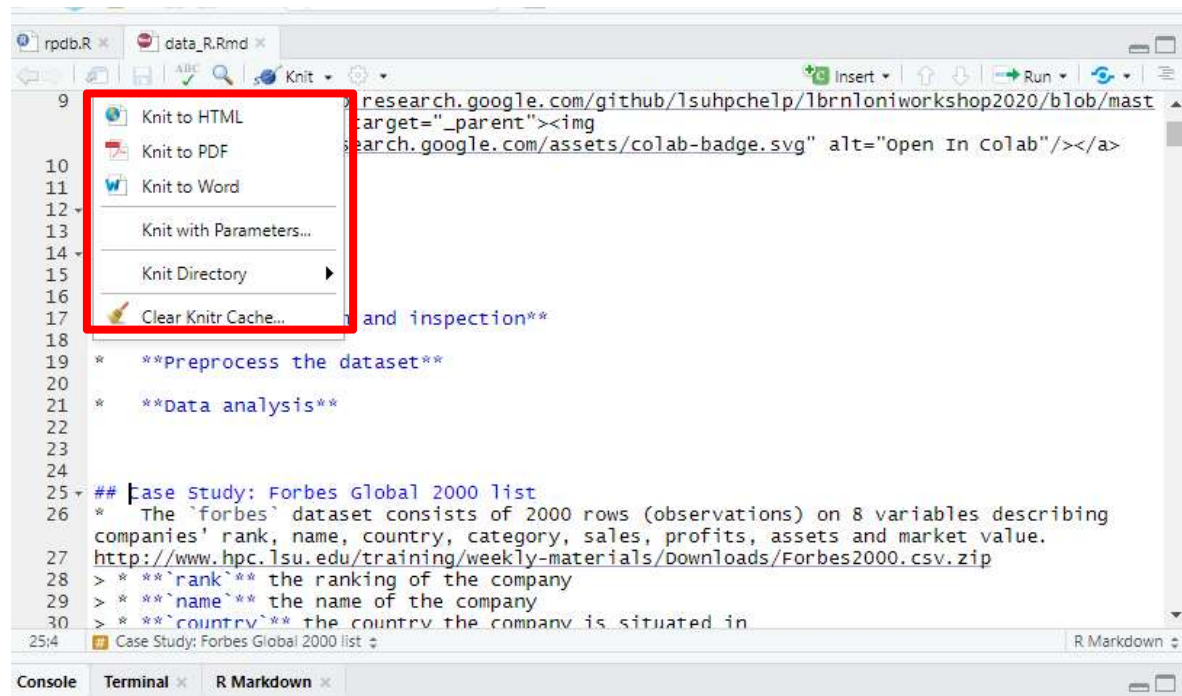 rpdb.R × data_R.Rmd ×
ABC Knit Insert Run
9 research.google.com/github/lsuhpchelp/lbrnloniworkshop2020/blob/mast
Knit to HTML
target="_parent"><img
Knit to PDF
search.google.com/assets/colab-badge.svg" alt="Open In Colab"/></a>
10
11 Knit to Word
12
13 Knit with Parameters...
14
15 Knit Directory
16
17 Clear Knitr Cache... and inspection**
18
19 * **Preprocess the dataset**
20
21 * **Data analysis**
22
23
24
25 ## Case Study: Forbes Global 2000 list
26 * The `forbes` dataset consists of 2000 rows (observations) on 8 variables describing
companies' rank, name, country, category, sales, profits, assets and market value.
27 http://www.hpc.lsu.edu/training/weekly-materials/Downloads/Forbes2000.csv.zip
28 > * **`rank`** the ranking of the company
29 > * **`name`** the name of the company
30 > * **`country`** the country the company is situated in
25:4 # Case Study: Forbes Global 2000 list R Markdown
Console Terminal × R Markdown ×